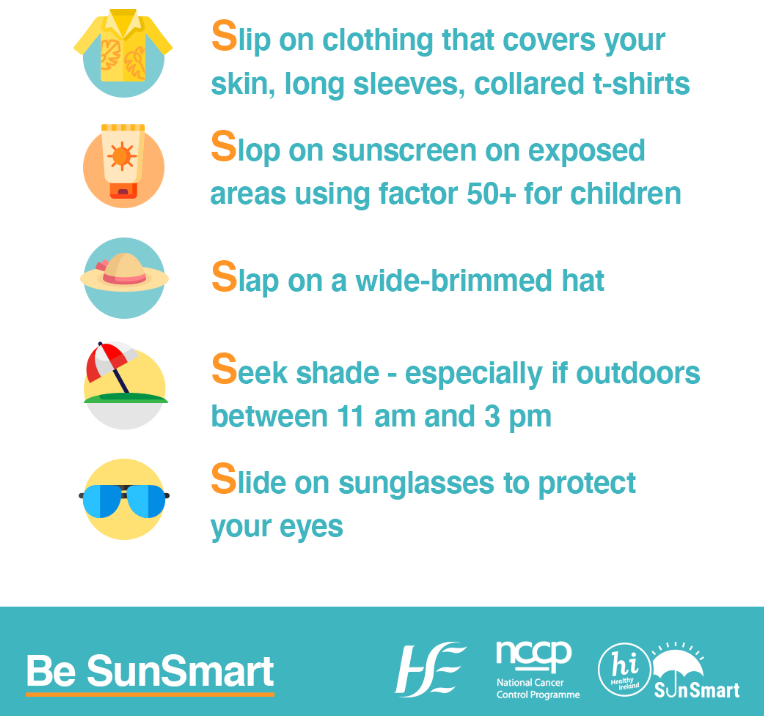 Slip on clothing that covers your
skin, long sleeves, collared t-shirts
Slop on sunscreen on exposed
areas using factor 50+ for children
Slap on a wide-brimmed hat
Seek shade - especially if outdoors
between 11 am and 3 pm
Slide on sunglasses to protect
your eyes
Be SunSmart
HE
nccp
National Cancer
Control Programme
hi
Healthy
Ireland
SunSmart